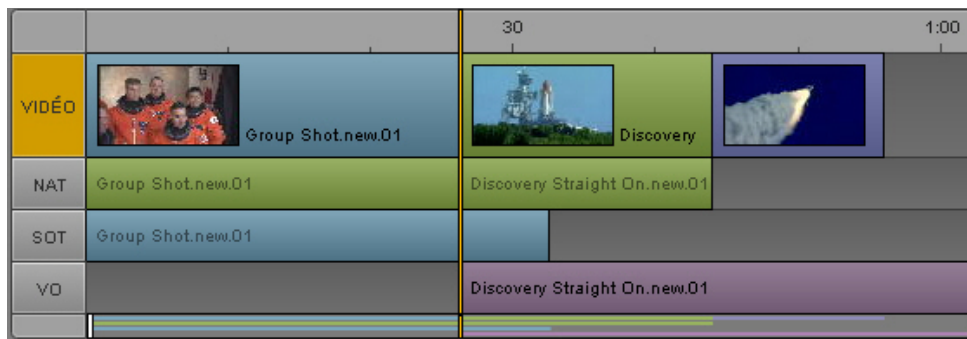 30 1:00
VIDÉO Group Shot.new.01 Discovery
NAT Group Shot.new.01 Discovery Straight On.new.01
SOT Group Shot.new.01
VO Discovery Straight On.new.01